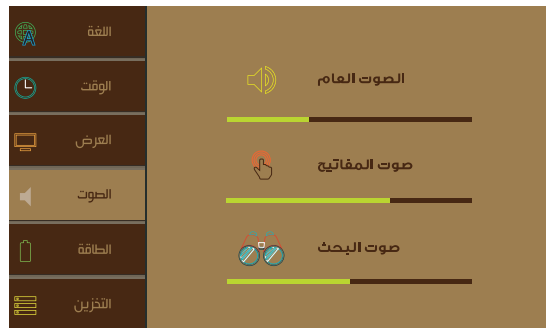 اللغة
الوقت
العرض
الصوت
الطاقة
التخزين
الصوت العام
صوت المفاتيح
صوت البحث